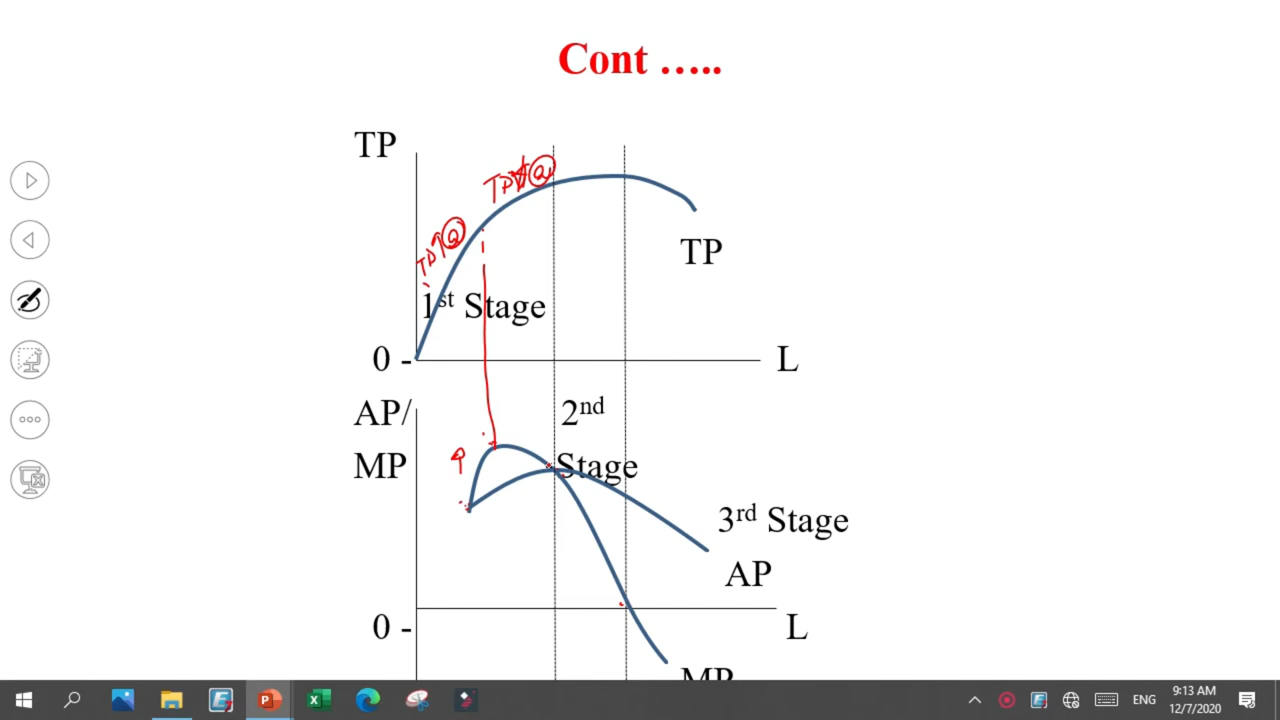 Cont …..
TP
TP↑@
TP
1st Stage
0 -
L
AP/
MP
2nd
Stage
3rd Stage
AP
0 -
L
MP
ENG
9:13 AM
12/7/2020